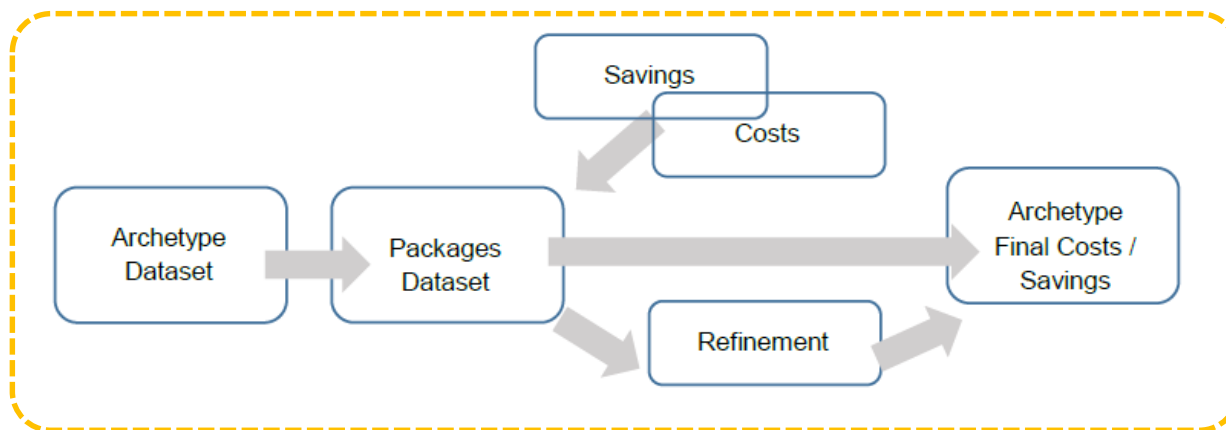 Savings
Costs
Archetype
Dataset
Packages
Dataset
Refinement
Archetype
Final Costs /
Savings